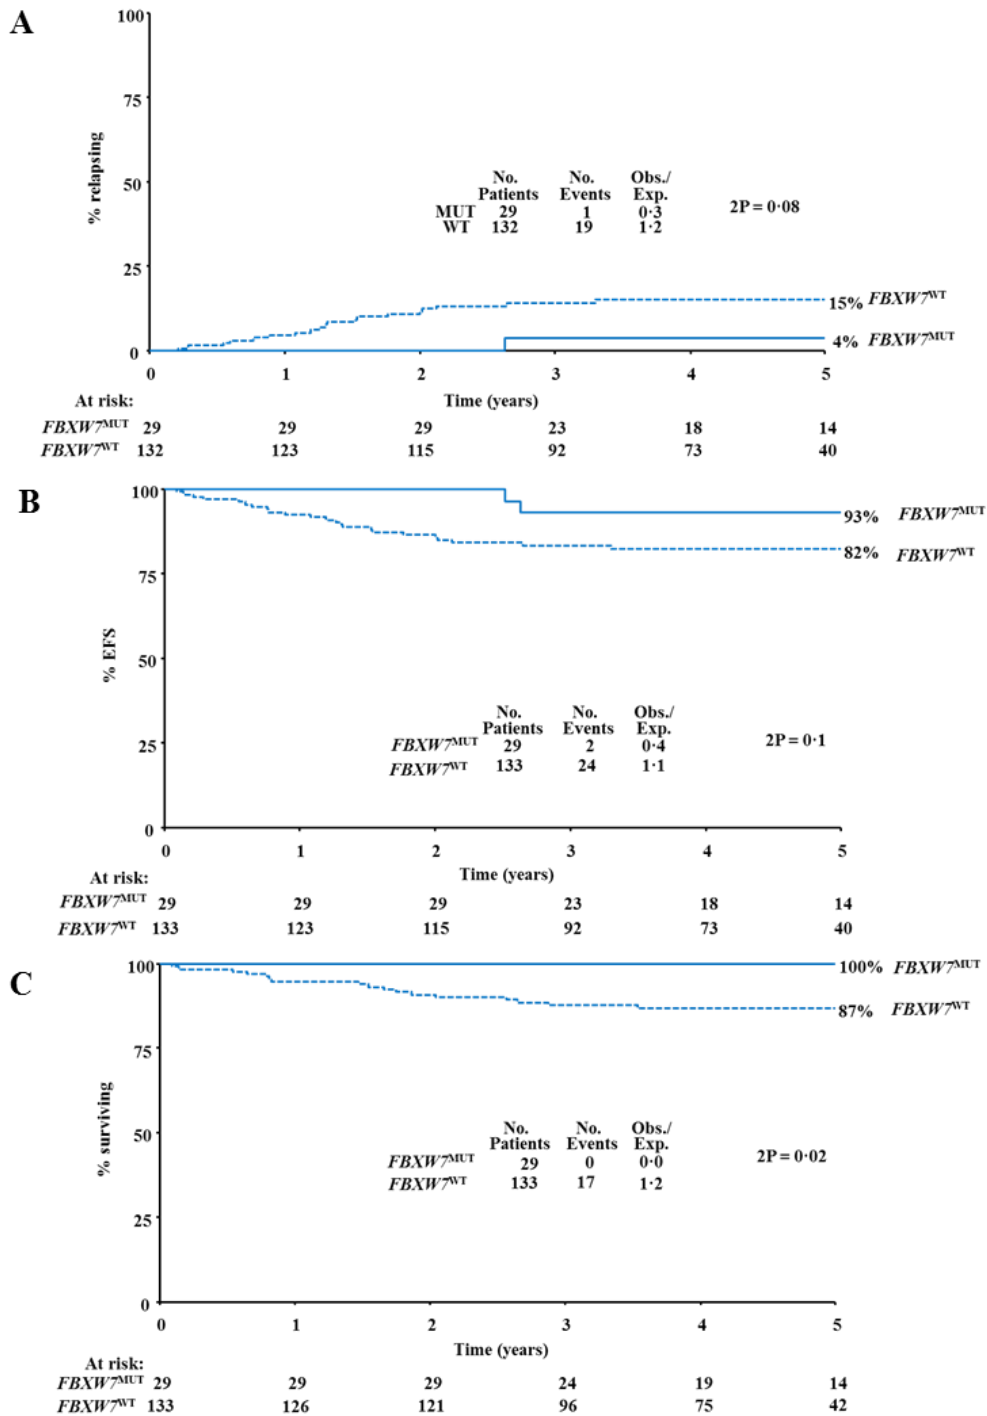 A
100
75
50
25
0
% relapsing
No. No. Obs./
Patients Events Exp.
MUT 29 1 0·3
WT 132 19 1·2
2P = 0·08
15% FBXW7WT
4% FBXW7MUT
0 1 2 3 4 5
At risk: Time (years)
FBXW7MUT 29 29 29 23 18 14
FBXW7WT 132 123 115 92 73 40
B
100
75
50
25
0
% EFS
93% FBXW7MUT
82% FBXW7WT
No. No. Obs./
Patients Events Exp.
FBXW7MUT 29 2 0·4
FBXW7WT 133 24 1·1
2P = 0·1
0 1 2 3 4 5
Time (years)
At risk:
FBXW7MUT 29 29 29 23 18 14
FBXW7WT 133 123 115 92 73 40
C
100
75
50
25
0
% surviving
100% FBXW7MUT
87% FBXW7WT
No. No. Obs./
Patients Events Exp.
FBXW7MUT 29 0 0·0
FBXW7WT 133 17 1·2
2P = 0·02
0 1 2 3 4 5
Time (years)
At risk:
FBXW7MUT 29 29 29 24 19 14
FBXW7WT 133 126 121 96 75 42